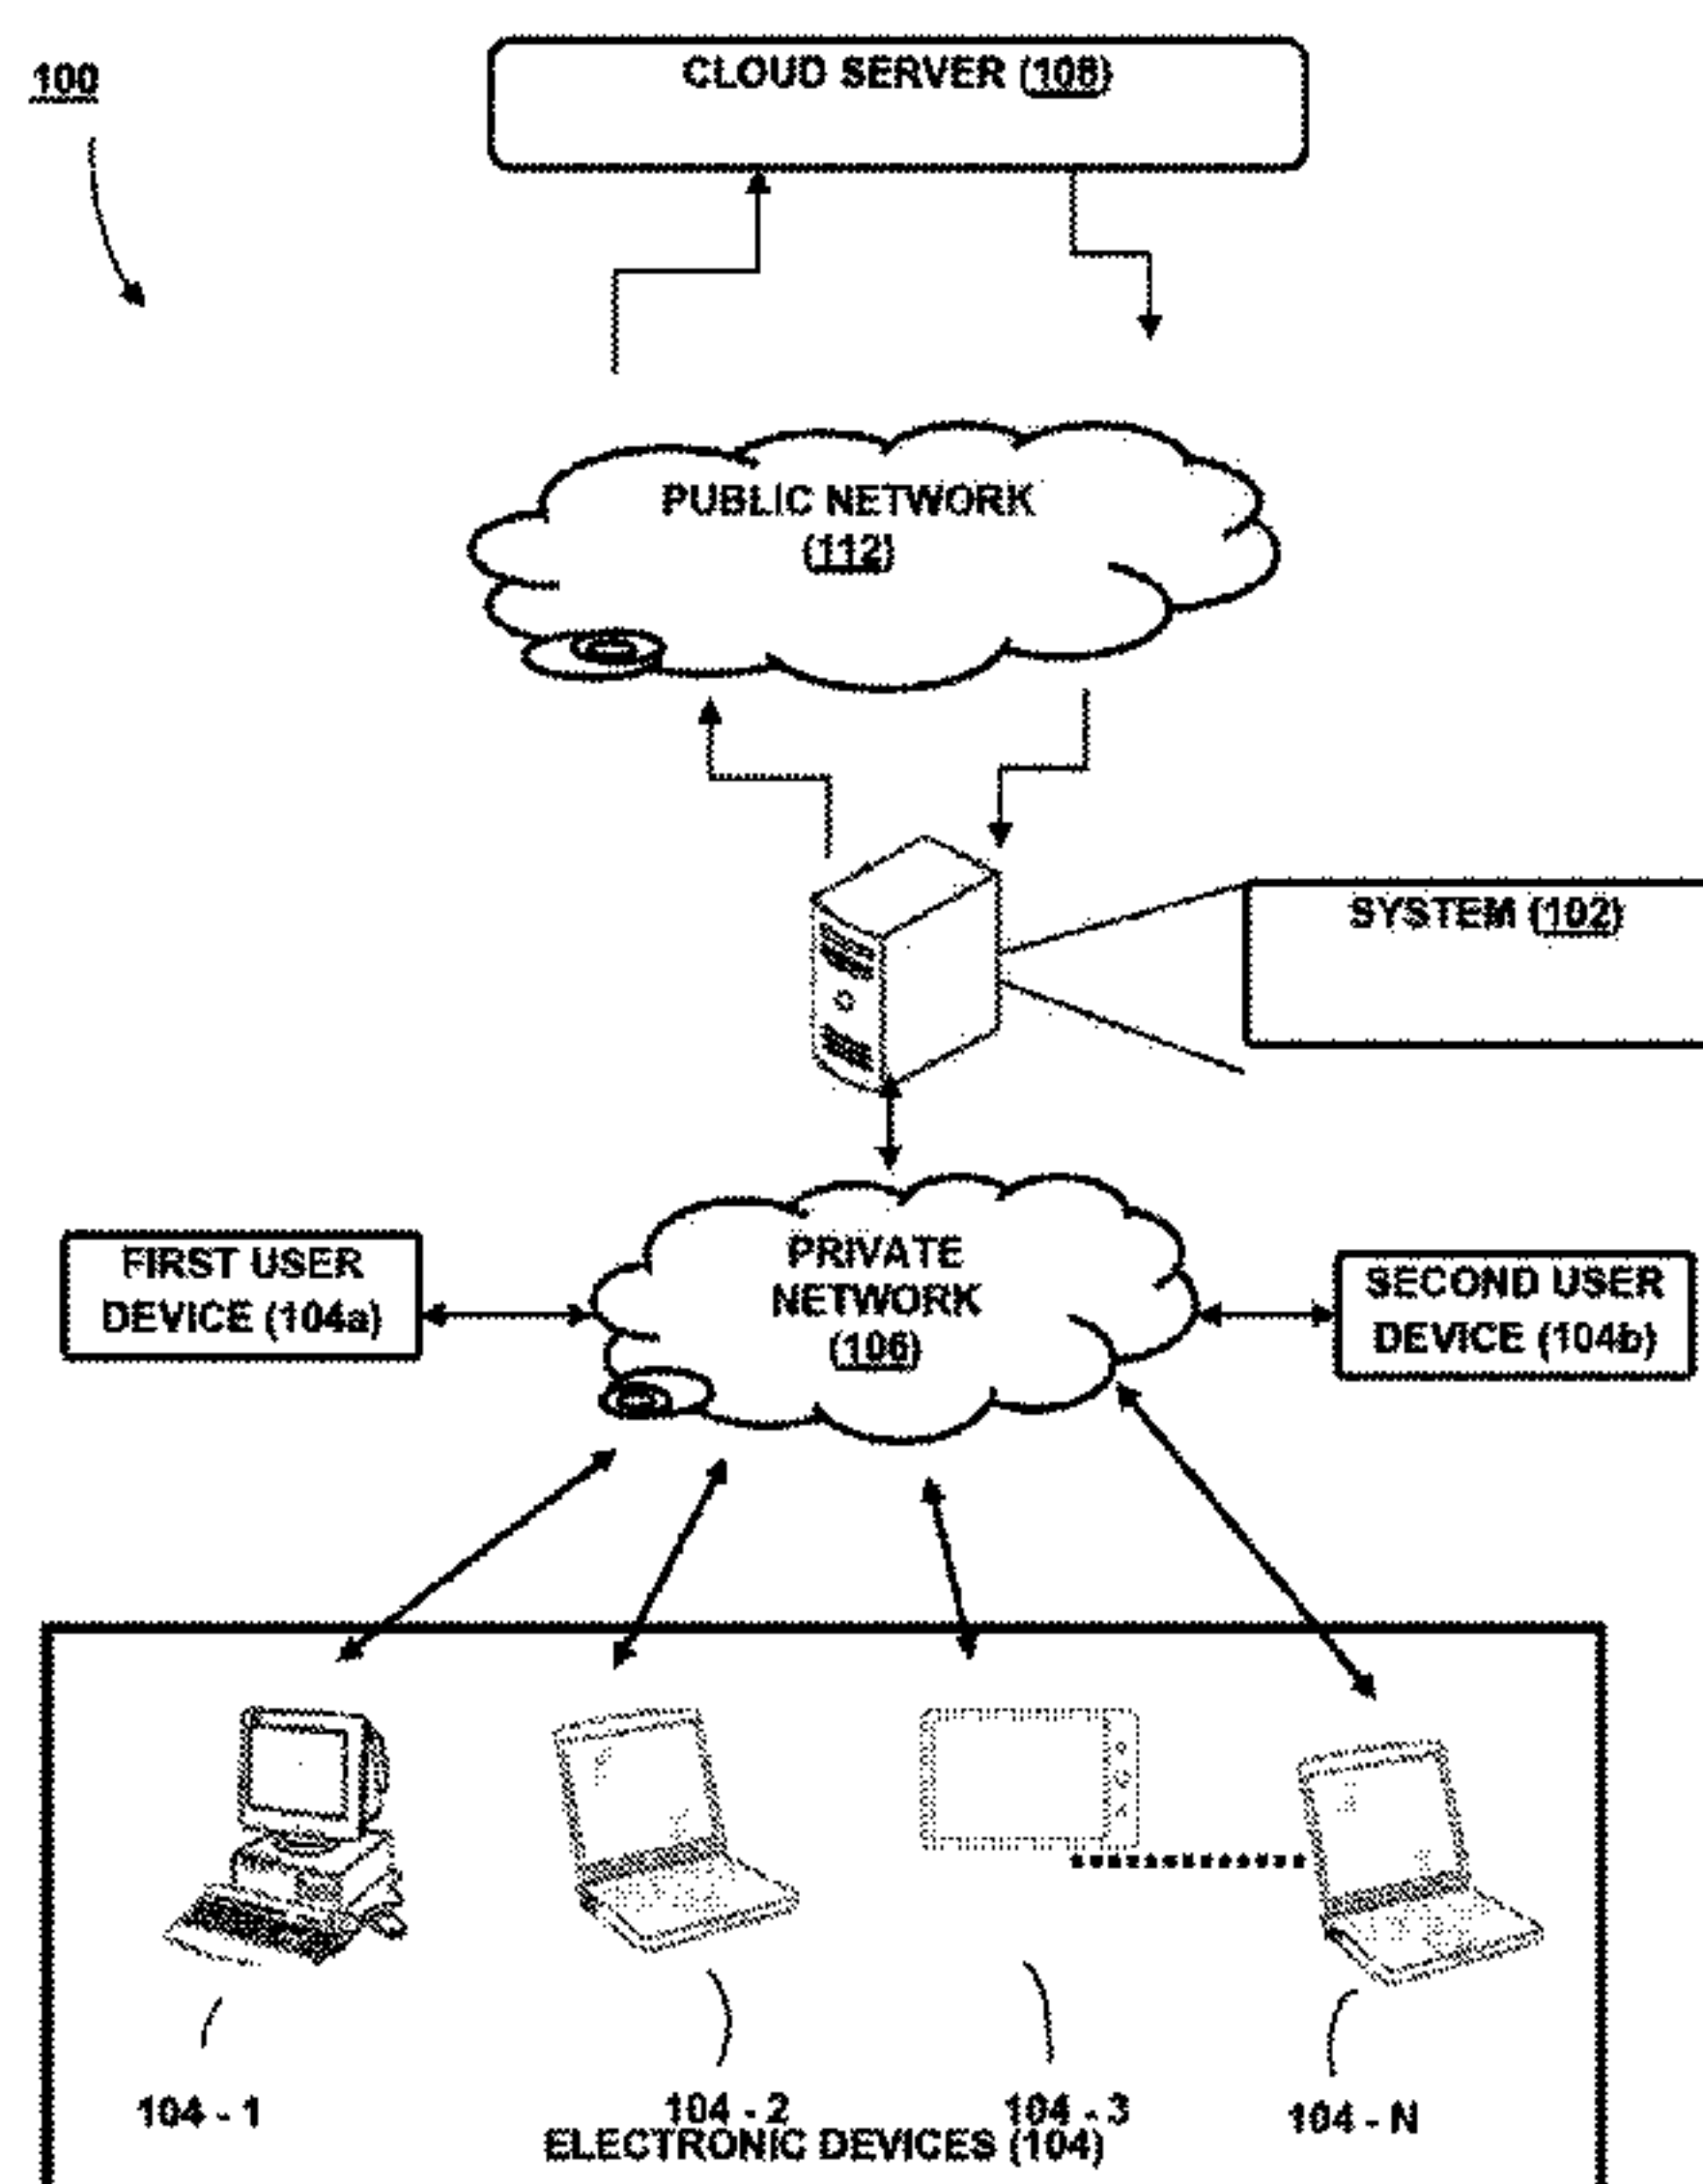 100
CLOUD SERVER (108)
PUBLIC NETWORK
(112)
SYSTEM (102)
FIRST USER
DEVICE (104a)
PRIVATE
NETWORK
(106)
SECOND USER
DEVICE (104b)
104 - 1
104 - 2
104 - 3
104 - N
ELECTRONIC DEVICES (104)